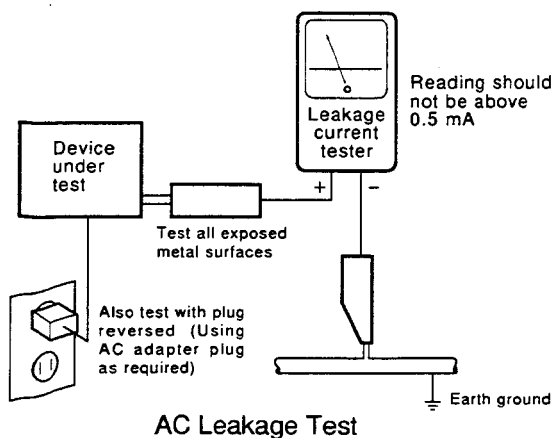 Reading should
not be above
0.5 mA
Leakage
current
tester
+
−
Device
under
test
Test all exposed
metal surfaces
Also test with plug
reversed (Using
AC adapter plug
as required)
Earth ground
AC Leakage Test